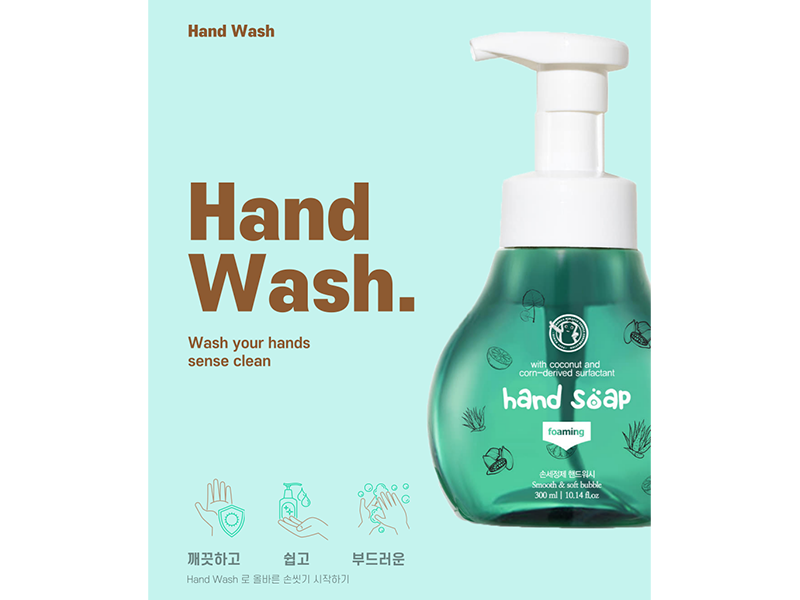 Hand Wash
Hand
Wash.
Wash your hands
sense clean
with coconut and
corn-derived surfactant
hand soap
foaming
손세정제 핸드워시
Smooth & soft bubble
300 ml | 10.14 fl.oz
깨끗하고 쉽고 부드러운
Hand Wash 로 올바른 손씻기 시작하기